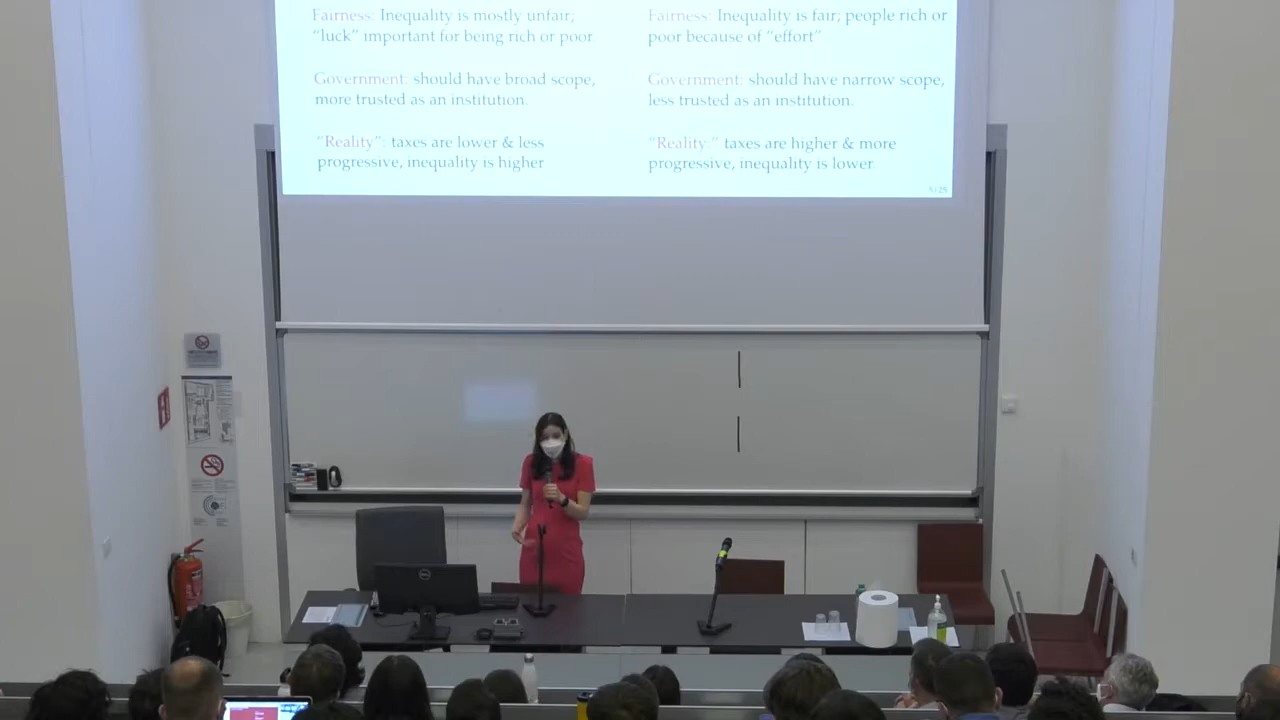 Fairness: Inequality is mostly unfair;
“luck” important for being rich or poor.
Government: should have broad scope,
more trusted as an institution.
“Reality”: taxes are lower & less
progressive, inequality is higher
Fairness: Inequality is fair; people rich or
poor because of “effort”
Government: should have narrow scope,
less trusted as an institution.
“Reality:” taxes are higher & more
progressive, inequality is lower.
5/25
DELL